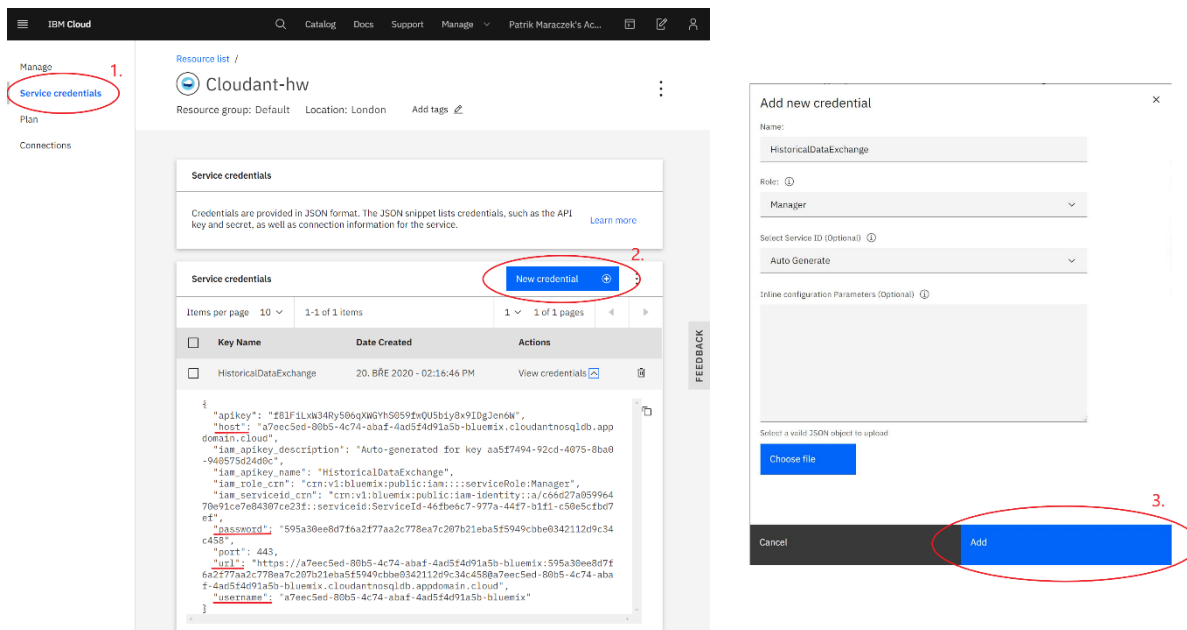 IBM Cloud
Catalog
Docs
Support
Manage
Patrik Maraczek's Ac...
Manage
1.
Service credentials
Plan
Connections
Resource list /
Cloudant-hw
Resource group: Default
Location: London
Add tags
Service credentials
Credentials are provided in JSON format. The JSON snippet lists credentials, such as the API
key and secret, as well as connection information for the service.
Learn more
2.
Service credentials
New credential
Items per page 10
1-1 of 1 items
1
1 of 1 pages
Key Name
Date Created
Actions
HistoricalDataExchange
20. BŘE 2020 - 02:16:46 PM
View credentials
{
"apikey": "f8lFiLxW34Ry506qXWGYhS059fwQU5biy8x9IDgJen6W",
"host": "a7eec5ed-80b5-4c74-abaf-4ad5f4d91a5b-bluemix.cloudantnosqldb.app
domain.cloud",
"iam_apikey_description": "Auto-generated for key aa5f7494-92cd-4075-8ba0
-940575d24d0c",
"iam_apikey_name": "HistoricalDataExchange",
"iam_role_crn": "crn:v1:bluemix:public:iam::::serviceRole:Manager",
"iam_serviceid_crn": "crn:v1:bluemix:public:iam-identity::a/c66d27a059964
70e91ce7e84307ce23f::serviceid:ServiceId-46fbe6c7-977a-44f7-b1f1-c50e5cfbd7
ef",
"password": "595a30ee8d7f6a2f77aa2c778ea7c207b21eba5f5949cbbe0342112d9c34
c458",
"port": 443,
"url": "https://a7eec5ed-80b5-4c74-abaf-4ad5f4d91a5b-bluemix:595a30ee8d7f
6a2f77aa2c778ea7c207b21eba5f5949cbbe0342112d9c34c458@a7eec5ed-80b5-4c74-aba
f-4ad5f4d91a5b-bluemix.cloudantnosqldb.appdomain.cloud",
"username": "a7eec5ed-80b5-4c74-abaf-4ad5f4d91a5b-bluemix"
}
FEEDBACK
Add new credential
Name:
HistoricalDataExchange
Role:
Manager
Select Service ID (Optional)
Auto Generate
Inline configuration Parameters (Optional)
Select a valid JSON object to upload
Choose file
3.
Cancel
Add